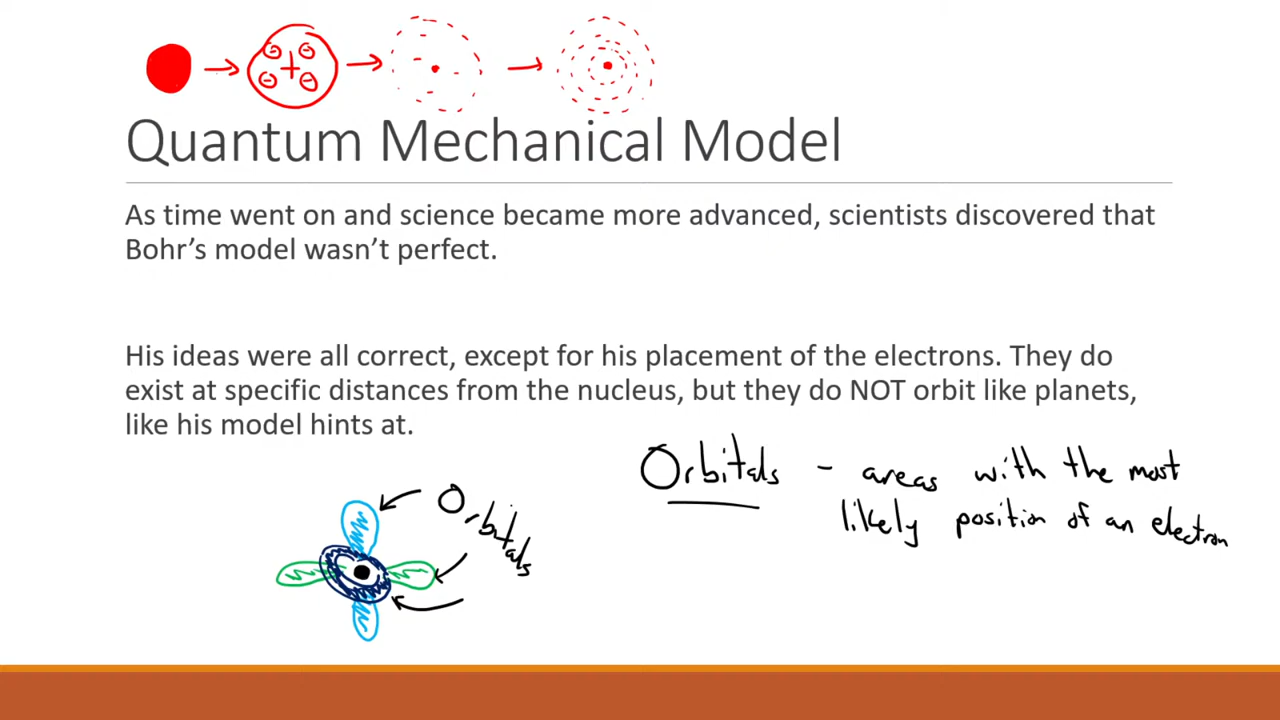 Quantum Mechanical Model
As time went on and science became more advanced, scientists discovered that
Bohr’s model wasn’t perfect.
His ideas were all correct, except for his placement of the electrons. They do
exist at specific distances from the nucleus, but they do NOT orbit like planets,
like his model hints at.
Orbitals - areas with the most
likely position of an electron
Orbitals